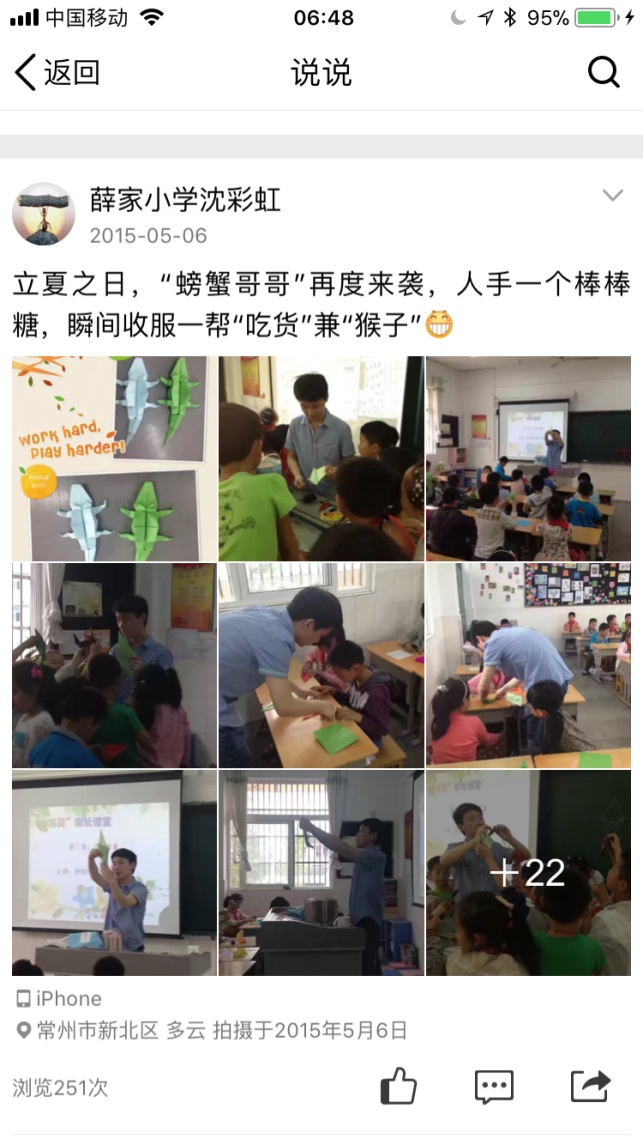 中国移动 06:48 95%
返回 说说
薛家小学沈彩虹
2015-05-06
立夏之日，“螃蟹哥哥”再度来袭，人手一个棒棒
糖，瞬间收服一帮“吃货”兼“猴子”😁
work hard,
play harder!
家长课堂
+22
iPhone
常州市新北区 多云 拍摄于2015年5月6日
浏览251次